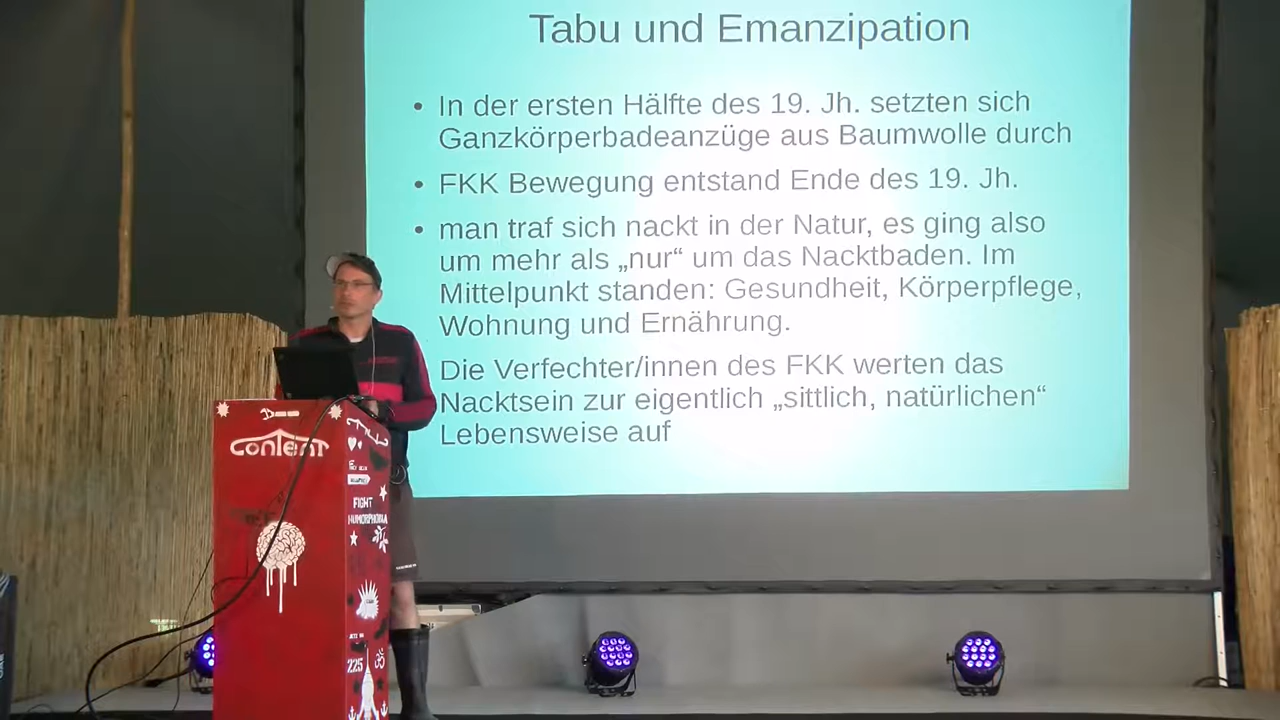 Tabu und Emanzipation
• In der ersten Hälfte des 19. Jh. setzten sich
Ganzkörperbadeanzüge aus Baumwolle durch
• FKK Bewegung entstand Ende des 19. Jh.
• man traf sich nackt in der Natur, es ging also
um mehr als „nur“ um das Nacktbaden. Im
Mittelpunkt standen: Gesundheit, Körperpflege,
Wohnung und Ernährung.
Die Verfechter/innen des FKK werten das
Nacktsein zur eigentlich „sittlich, natürlichen“
Lebensweise auf
content
FIGHT
HUMORPHOBIA
225